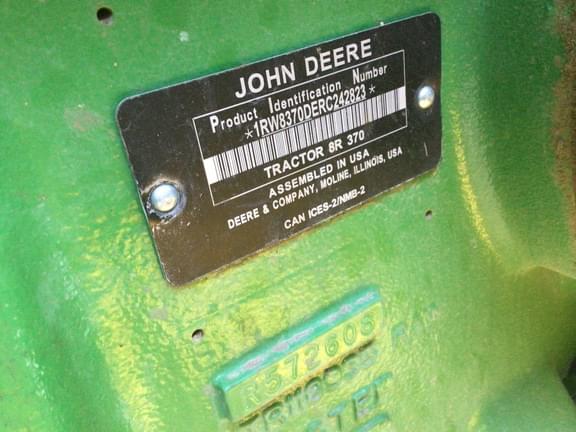 JOHN DEERE
Product Identification Number
*1RW8370DERC242823*
TRACTOR 8R 370
ASSEMBLED IN USA
DEERE & COMPANY, MOLINE, ILLINOIS, USA
CAN ICES-2/NMB-2
R572606